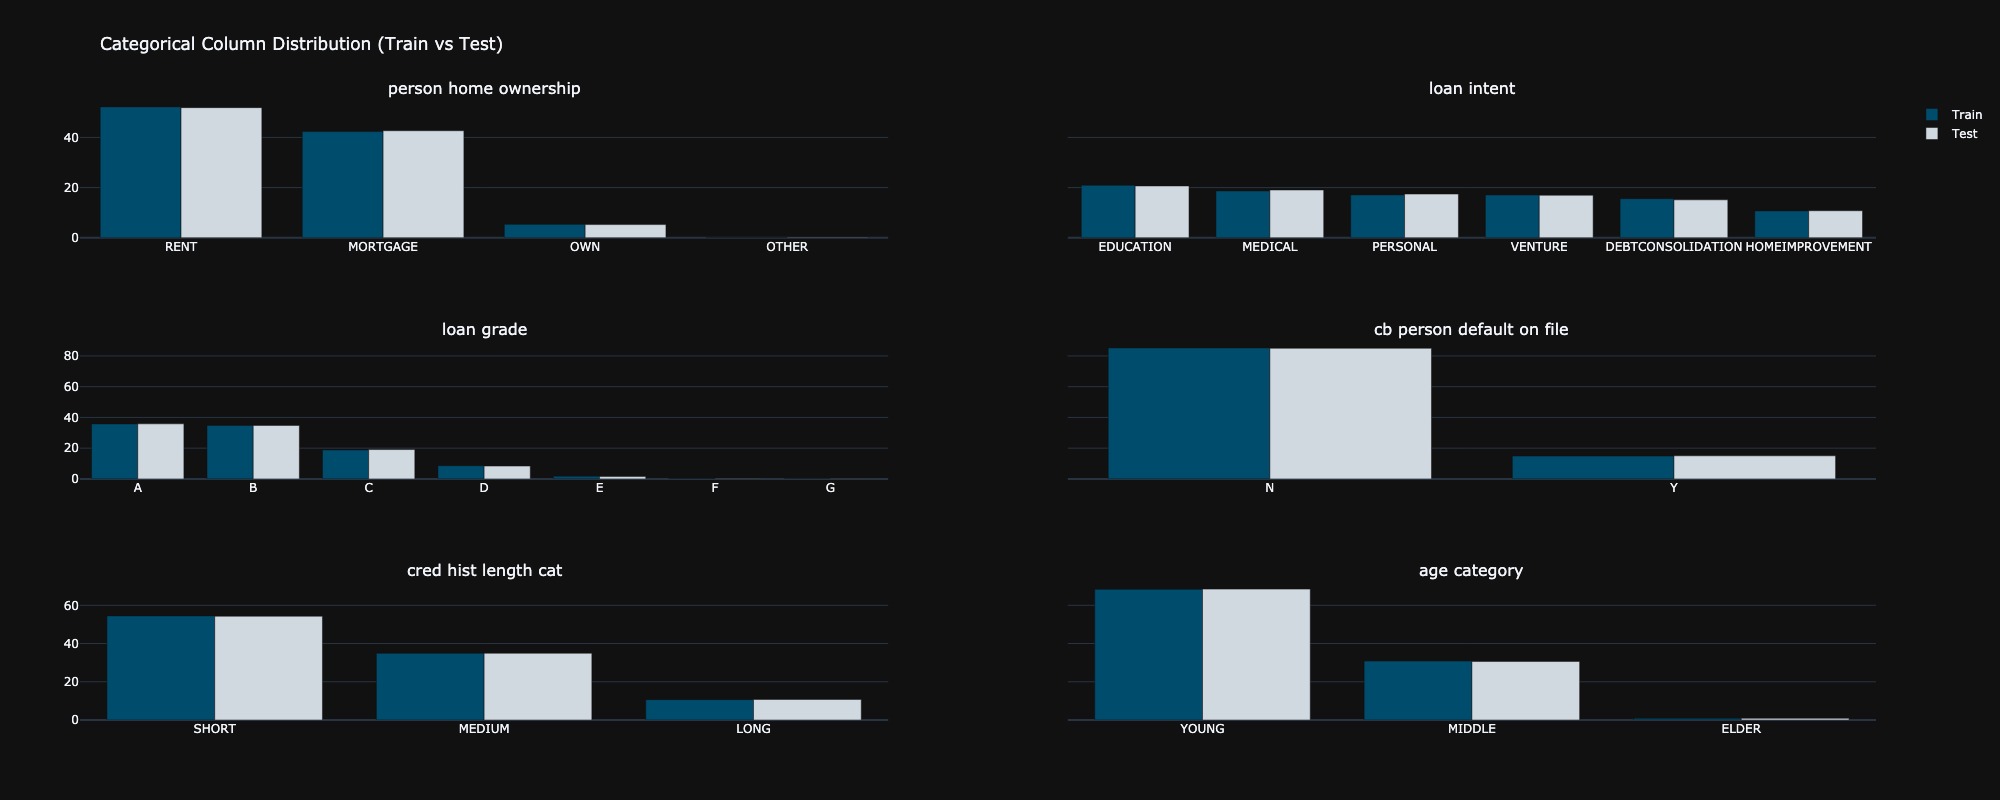 Categorical Column Distribution (Train vs Test)
person home ownership
40
20
0
RENT MORTGAGE OWN OTHER
loan intent
EDUCATION MEDICAL PERSONAL VENTURE DEBTCONSOLIDATION HOMEIMPROVEMENT
Train
Test
loan grade
80
60
40
20
0
A B C D E F G
cb person default on file
N Y
cred hist length cat
60
40
20
0
SHORT MEDIUM LONG
age category
YOUNG MIDDLE ELDER